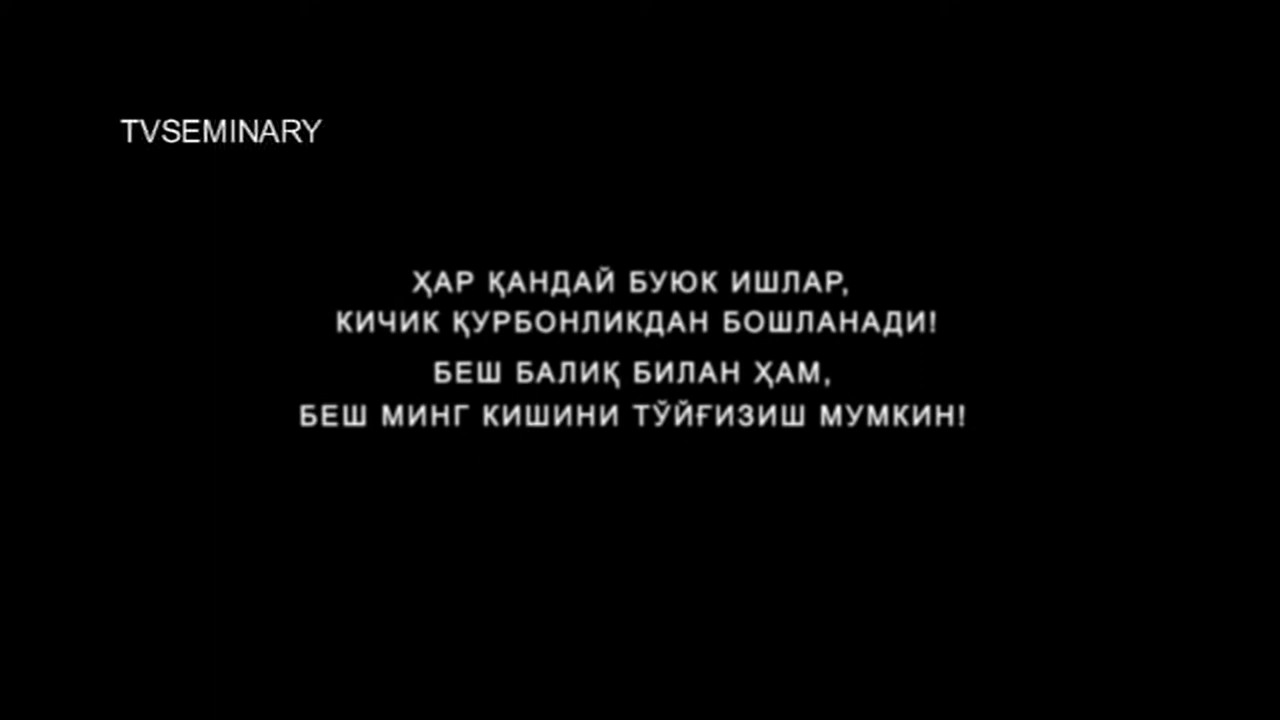 TVSEMINARY
ҲАР ҚАНДАЙ БУЮК ИШЛАР,
КИЧИК ҚУРБОНЛИКДАН БОШЛАНАДИ!
БЕШ БАЛИҚ БИЛАН ҲАМ,
БЕШ МИНГ КИШИНИ ТЎЙҒИЗИШ МУМКИН!